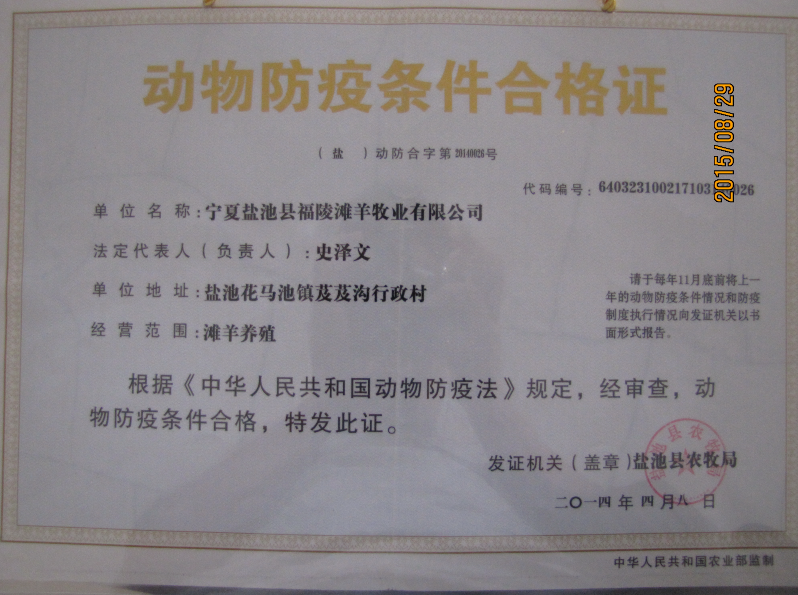 动物防疫条件合格证
(盐 )动防合字第20140026号
代码编号:640323100217103 026
单位名称:宁夏盐池县福陵滩羊牧业有限公司
法定代表人(负责人):史泽文
单位地址:盐池花马池镇芨芨沟行政村
经营范围:滩羊养殖
请于每年11月底前将上一
年的动物防疫条件情况和防疫
制度执行情况向发证机关以书
面形式报告。
根据《中华人民共和国动物防疫法》规定,经审查,动
物防疫条件合格,特发此证。
发证机关(盖章)盐池县农牧局
二〇一四年四月八日
中华人民共和国农业部监制
2015/08/29